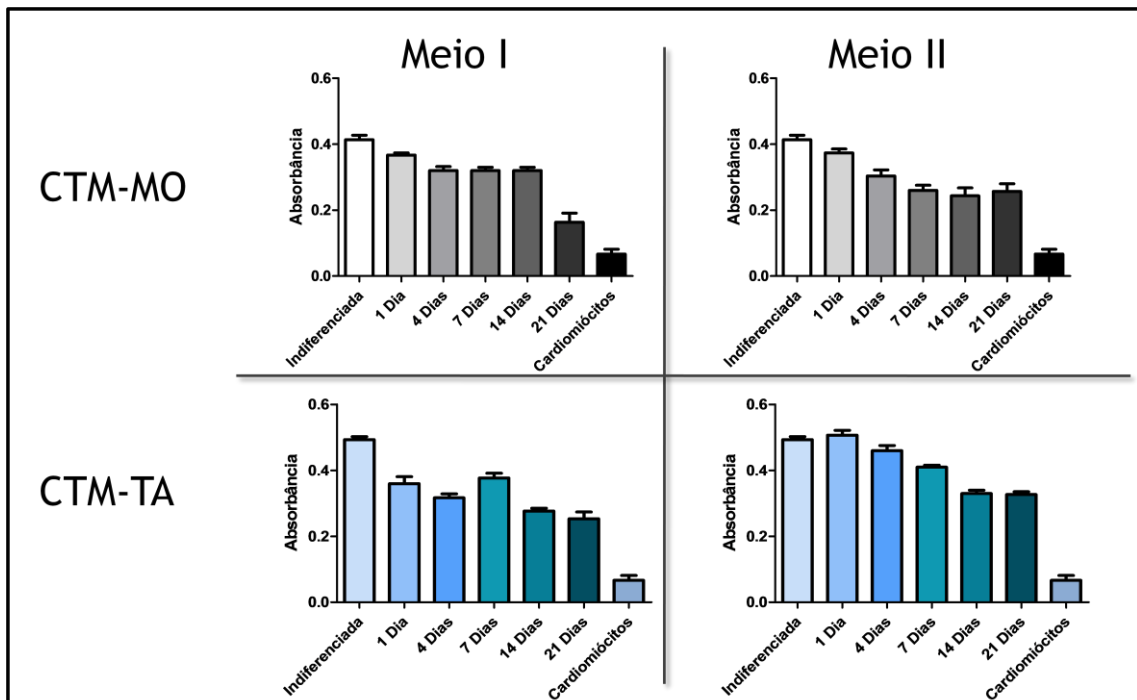 Meio I
Meio II
CTM-MO
Absorbância
0.6
0.4
0.2
0.0
Indiferenciada
1 Dia
4 Dias
7 Dias
14 Dias
21 Dias
Cardiomiócitos
Absorbância
0.6
0.4
0.2
0.0
Indiferenciada
1 Dia
4 Dias
7 Dias
14 Dias
21 Dias
Cardiomiócitos
CTM-TA
Absorbância
0.6
0.4
0.2
0.0
Indiferenciada
1 Dia
4 Dias
7 Dias
14 Dias
21 Dias
Cardiomiócitos
Absorbância
0.6
0.4
0.2
0.0
Indiferenciada
1 Dia
4 Dias
7 Dias
14 Dias
21 Dias
Cardiomiócitos